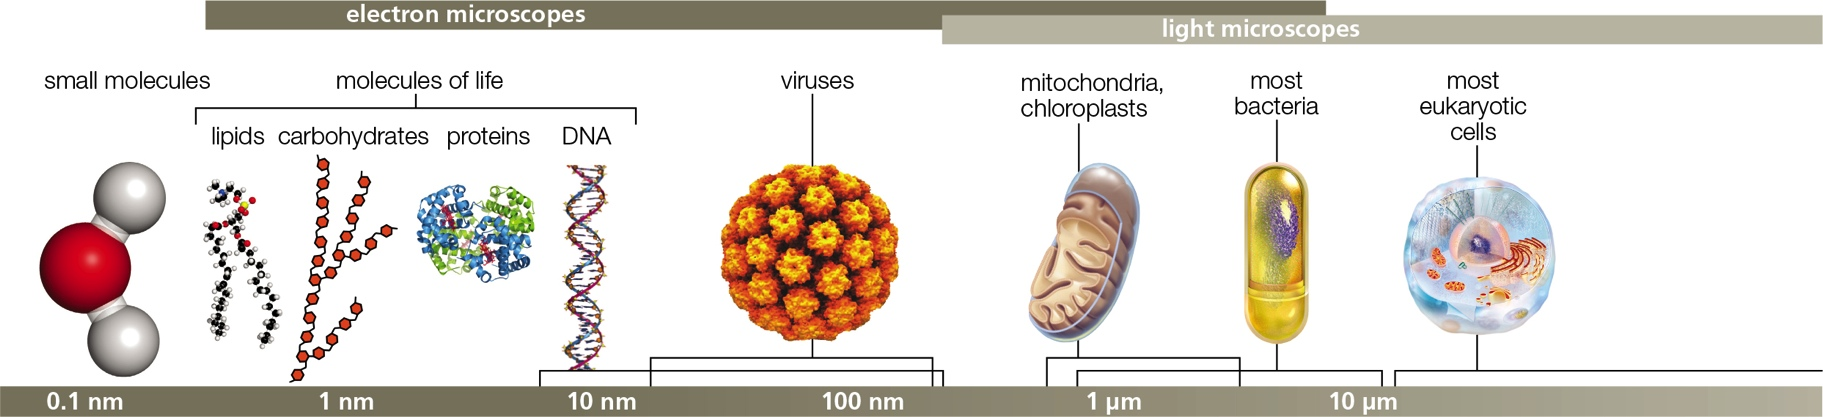 electron microscopes
light microscopes
small molecules
molecules of life
viruses
mitochondria,
chloroplasts
most
bacteria
most
eukaryotic
cells
lipids carbohydrates proteins DNA
0.1 nm 1 nm 10 nm 100 nm 1 µm 10 µm